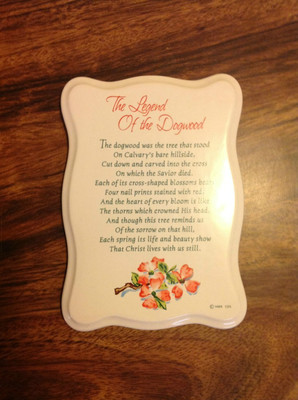 The Legend
Of the Dogwood
The dogwood was the tree that stood
On Calvary's bare hillside,
Cut down and carved into the cross
On which the Savior died.
Each of its cross-shaped blossoms bears
Four nail prints stained with red,
And the heart of every bloom is like
The thorns which crowned His head.
And though this tree reminds us
Of the sorrow on that hill,
Each spring its life and beauty show
That Christ lives with us still.
©